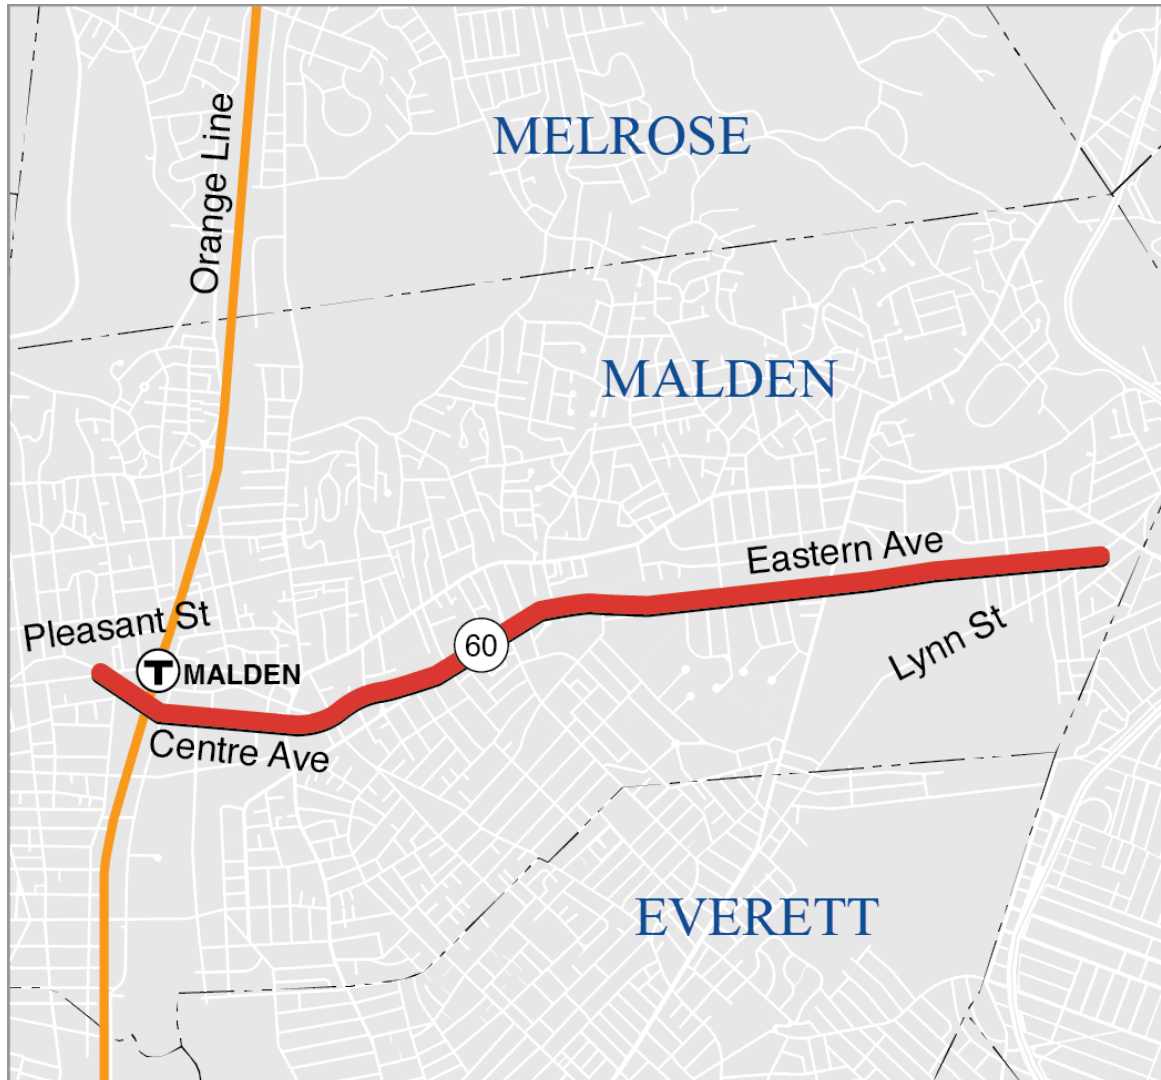 MELROSE
Orange Line
MALDEN
Eastern Ave
Pleasant St
60
Lynn St
T MALDEN
Centre Ave
EVERETT